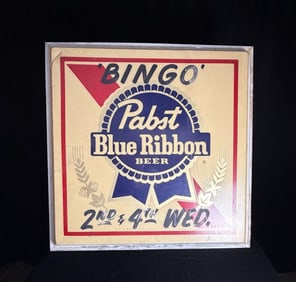 'BINGO'
Pabst
Blue Ribbon
BEER
2ND & 4TH WED.